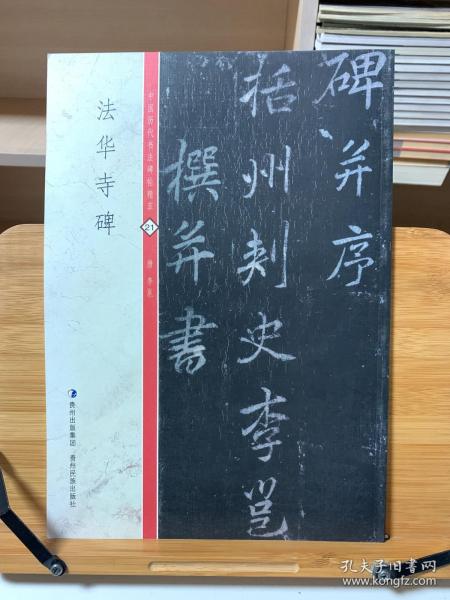 法华寺碑
中国历代书法碑帖精萃
21
唐 李邕
贵州出版集团 贵州民族出版社
碑并序
括州刺史李邕
撰并書
孔夫子旧书网
www.kongfz.com